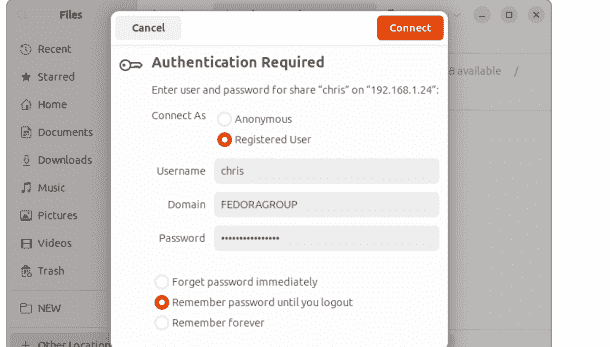 Files
Cancel
Connect
Recent
Starred
Home
Documents
Downloads
Music
Pictures
Videos
Trash
NEW
Other Location
available /
Authentication Required
Enter user and password for share “chris” on “192.168.1.24”:
Connect As
Anonymous
Registered User
Username chris
Domain FEDORAGROUP
Password ••••••••••••••••
Forget password immediately
Remember password until you logout
Remember forever